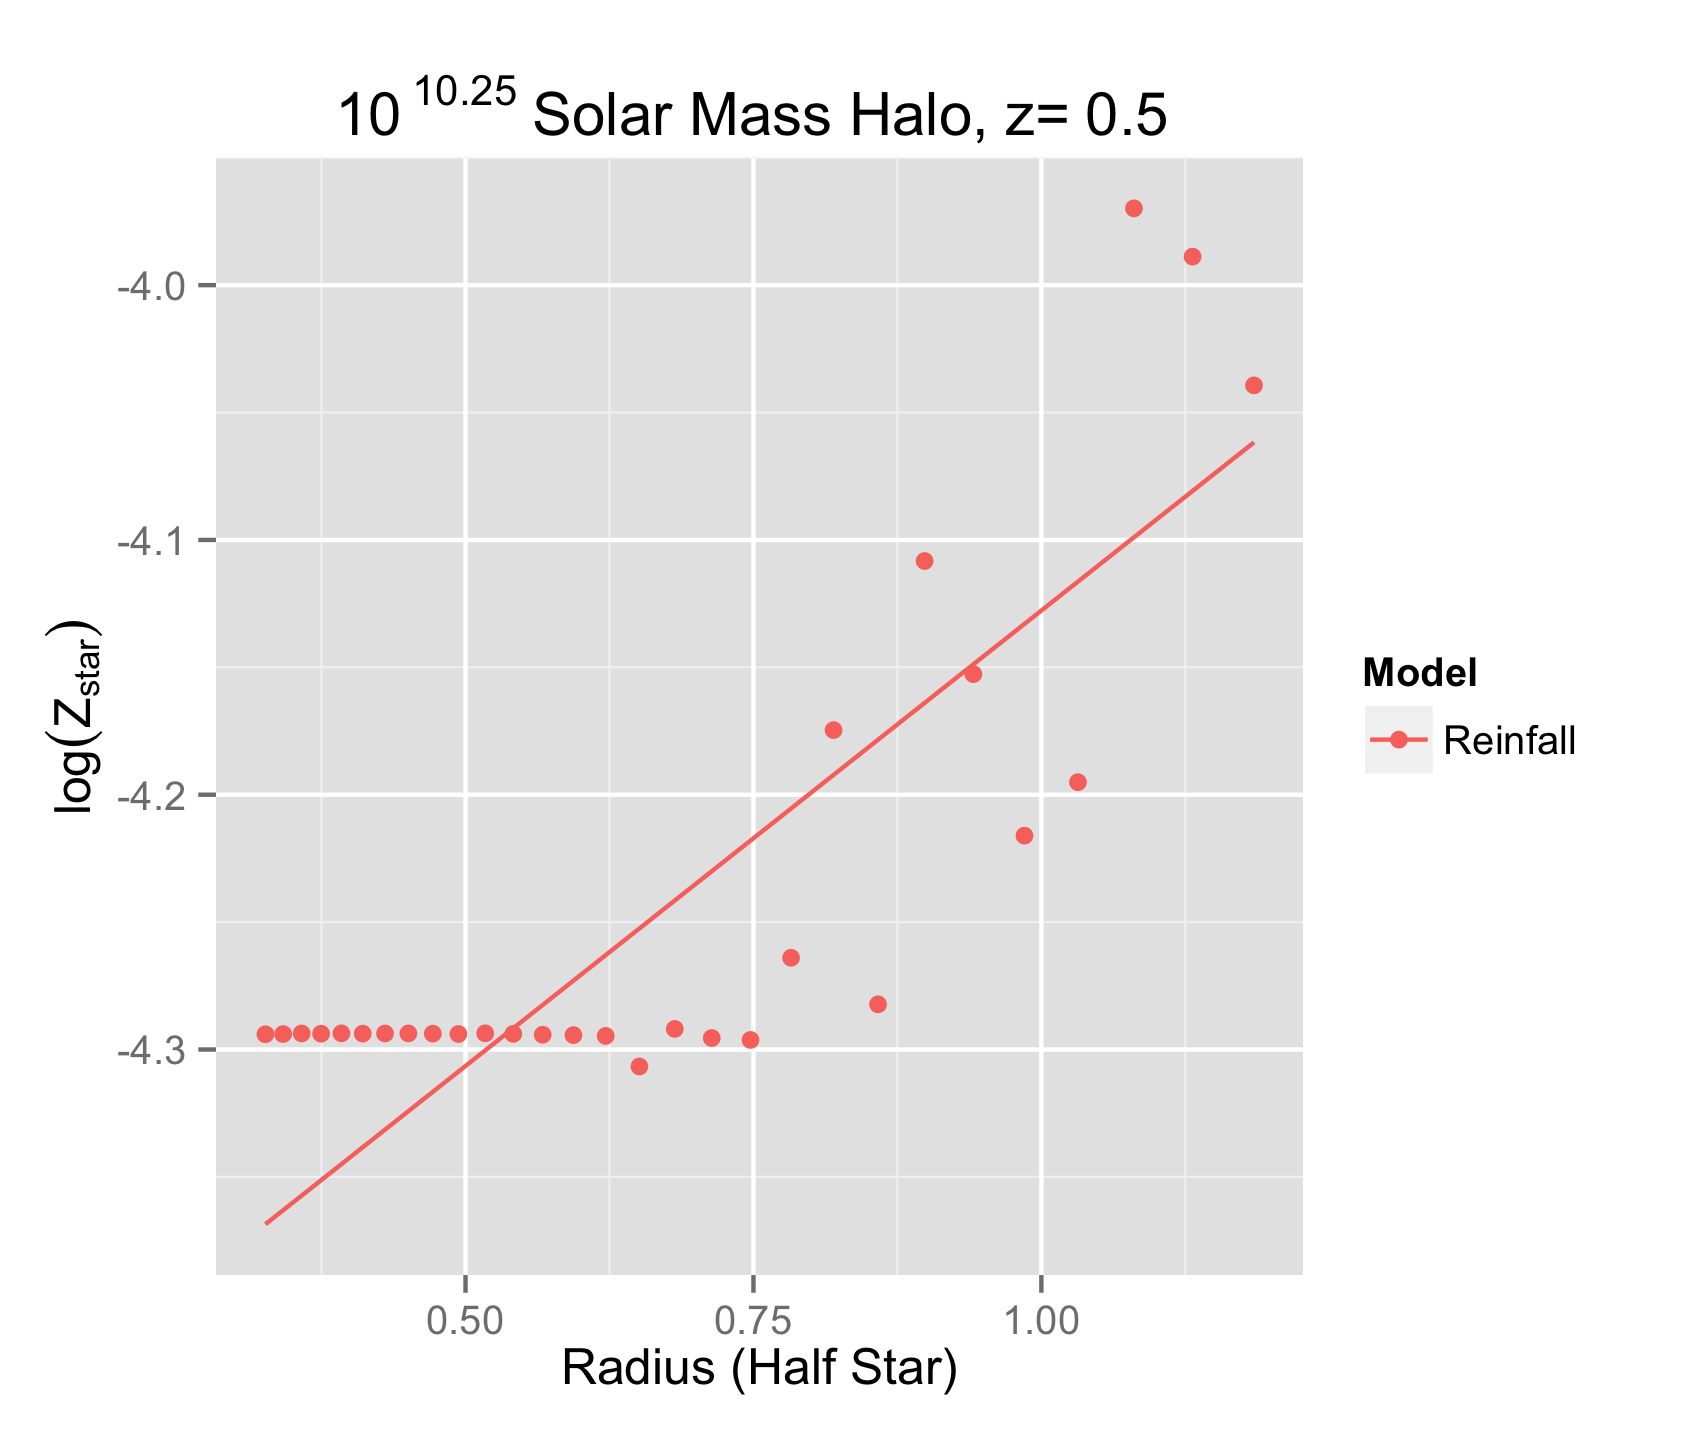 10 10.25 Solar Mass Halo, z= 0.5
-4.0
-4.1
-4.2
-4.3
log(Zstar)
0.50 0.75 1.00
Radius (Half Star)
Model
Reinfall